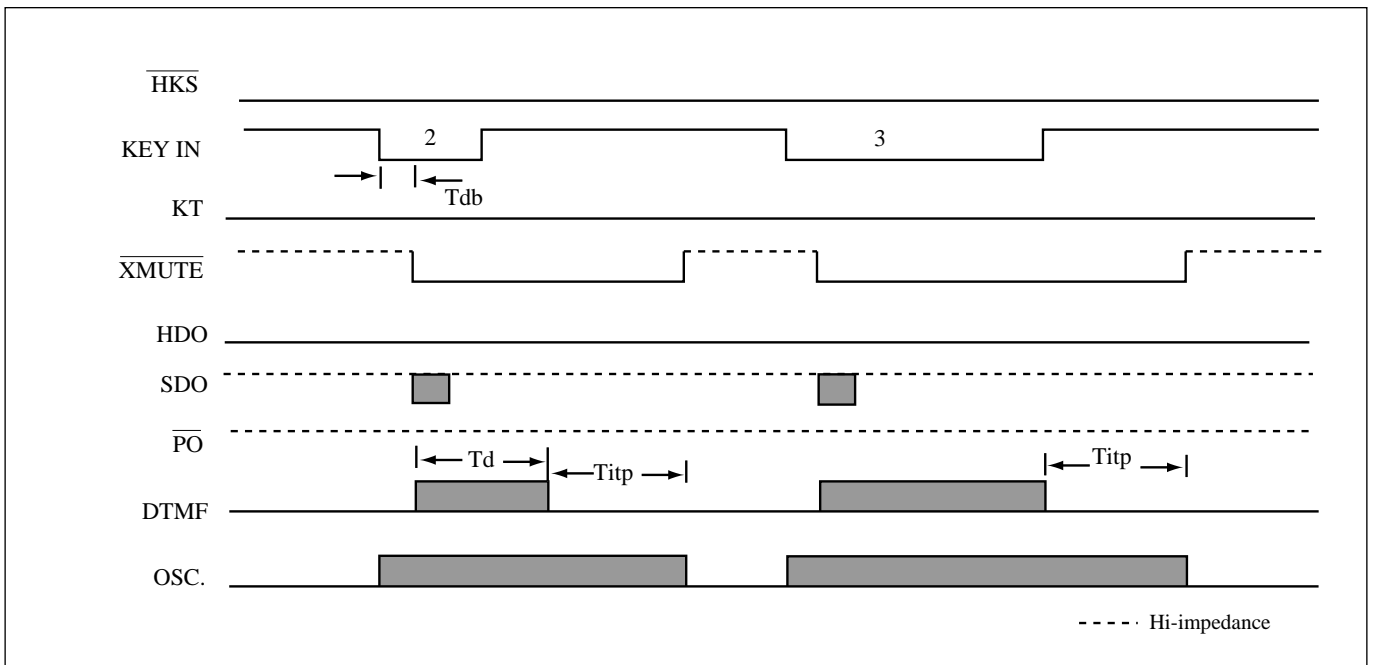 HKS
KEY IN
2
3
Tdb
KT
XMUTE
HDO
SDO
PO
Td
Titp
Titp
DTMF
OSC.
Hi-impedance